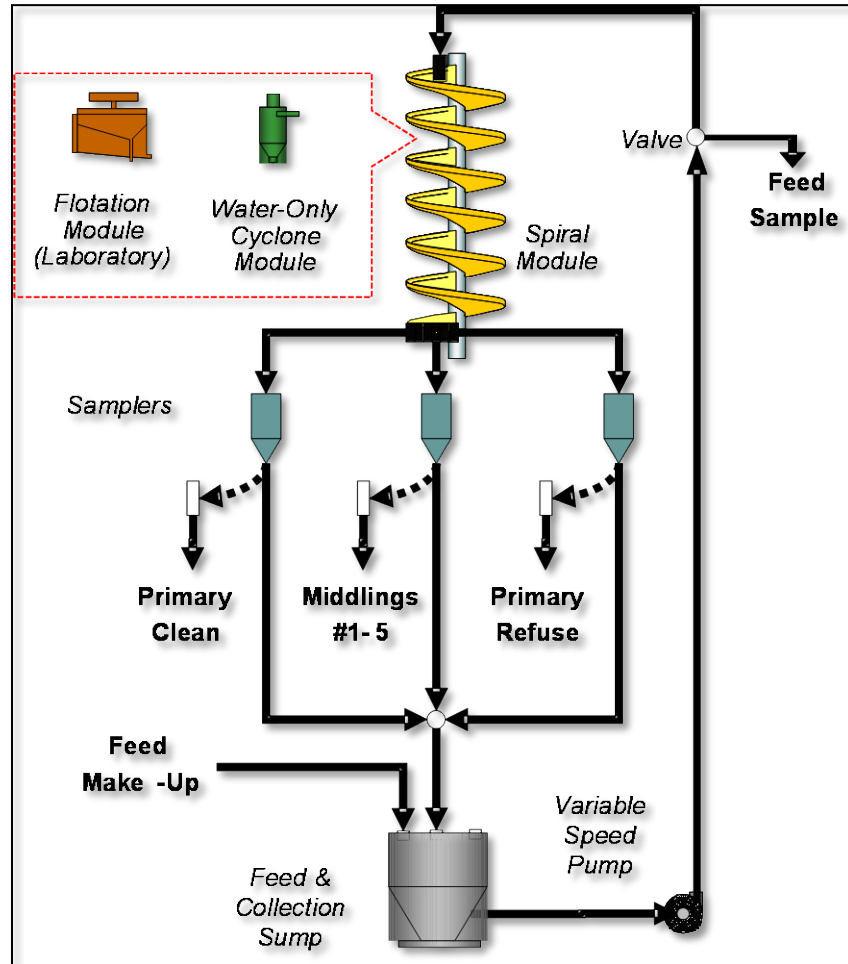 Valve
Feed
Sample
Flotation
Module
(Laboratory)
Water-Only
Cyclone
Module
Spiral
Module
Samplers
Primary
Clean
Middlings
#1- 5
Primary
Refuse
Feed
Make -Up
Variable
Speed
Pump
Feed &
Collection
Sump